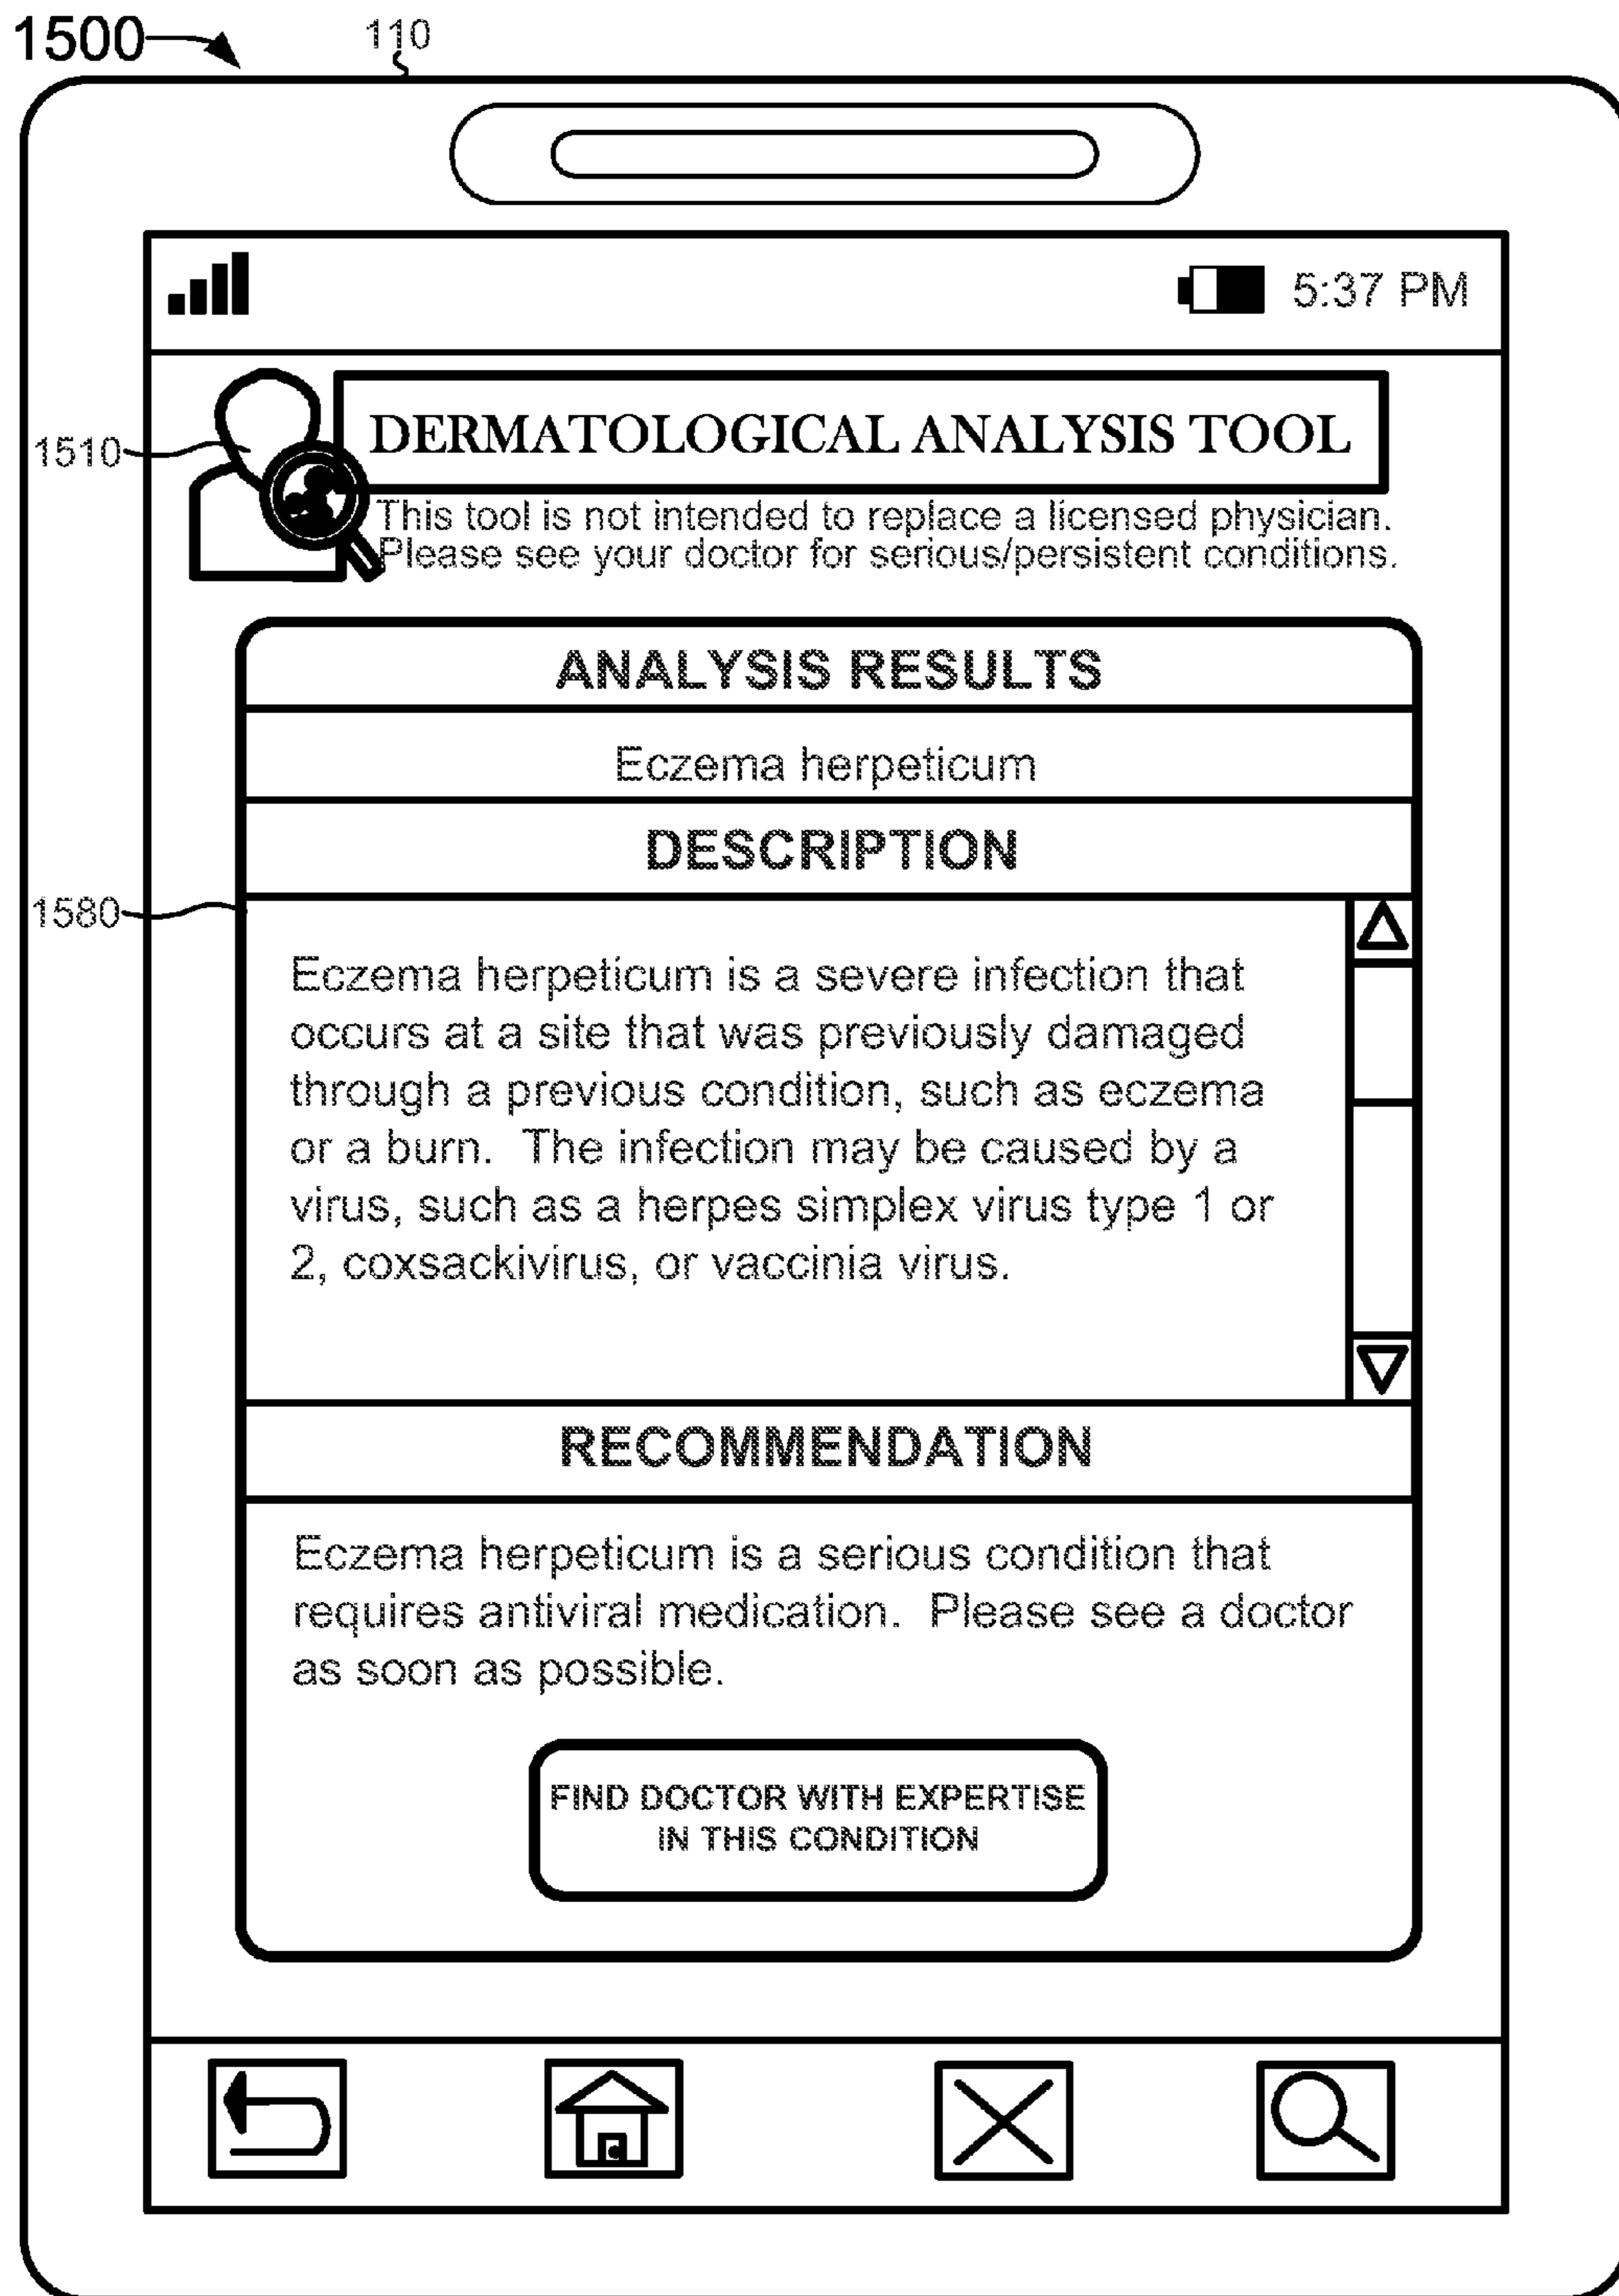 1500
110
5:37 PM
1510
DERMATOLOGICAL ANALYSIS TOOL
This tool is not intended to replace a licensed physician.
Please see your doctor for serious/persistent conditions.
ANALYSIS RESULTS
Eczema herpeticum
DESCRIPTION
1580
Eczema herpeticum is a severe infection that
occurs at a site that was previously damaged
through a previous condition, such as eczema
or a burn. The infection may be caused by a
virus, such as a herpes simplex virus type 1 or
2, coxsackivirus, or vaccinia virus.
RECOMMENDATION
Eczema herpeticum is a serious condition that
requires antiviral medication. Please see a doctor
as soon as possible.
FIND DOCTOR WITH EXPERTISE
IN THIS CONDITION